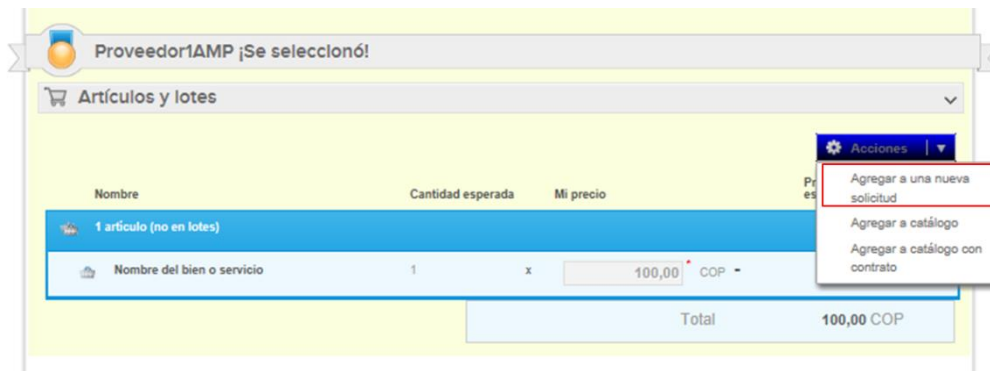 Proveedor1AMP ¡Se seleccionó!
Artículos y lotes
Acciones
Agregar a una nueva
solicitud
Agregar a catálogo
Agregar a catálogo con
contrato
Nombre Cantidad esperada Mi precio
1 artículo (no en lotes)
Nombre del bien o servicio 1 x 100,00 * COP -
Total 100,00 COP